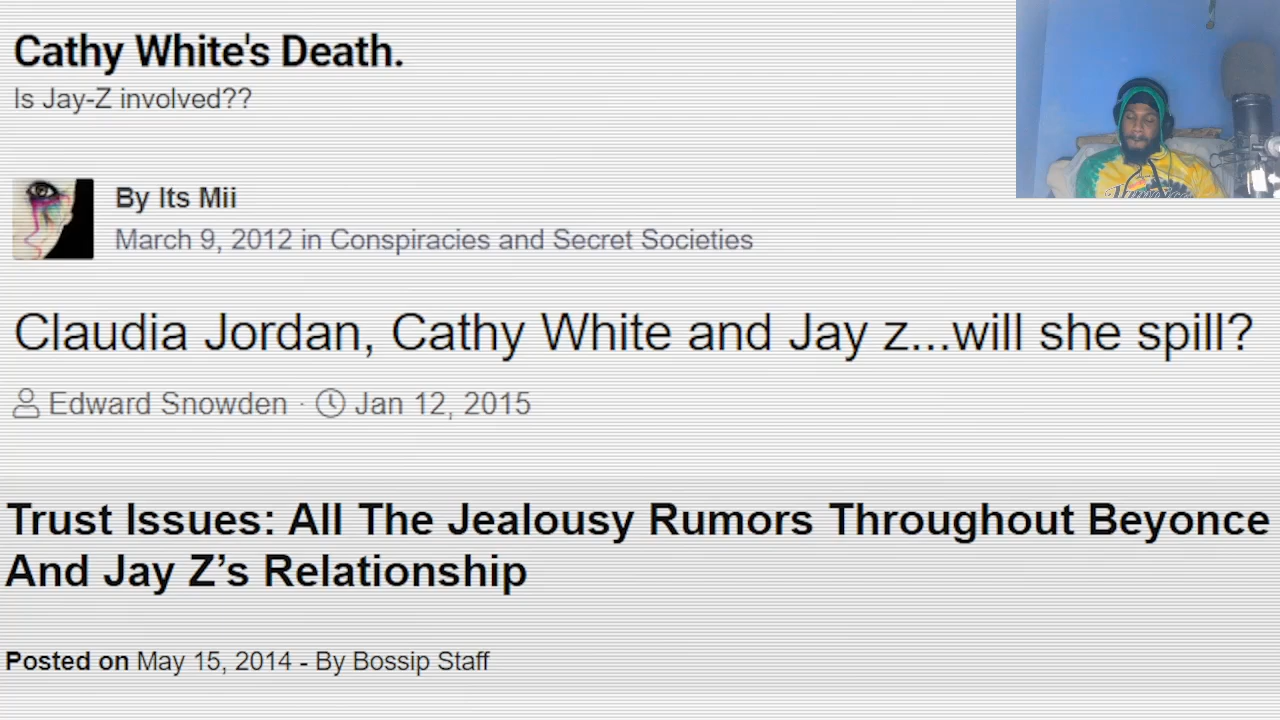 Cathy White's Death.
Is Jay-Z involved??
By Its Mii
March 9, 2012 in Conspiracies and Secret Societies
Claudia Jordan, Cathy White and Jay z...will she spill?
Edward Snowden · Jan 12, 2015
Trust Issues: All The Jealousy Rumors Throughout Beyonce
And Jay Z’s Relationship
Posted on May 15, 2014 - By Bossip Staff